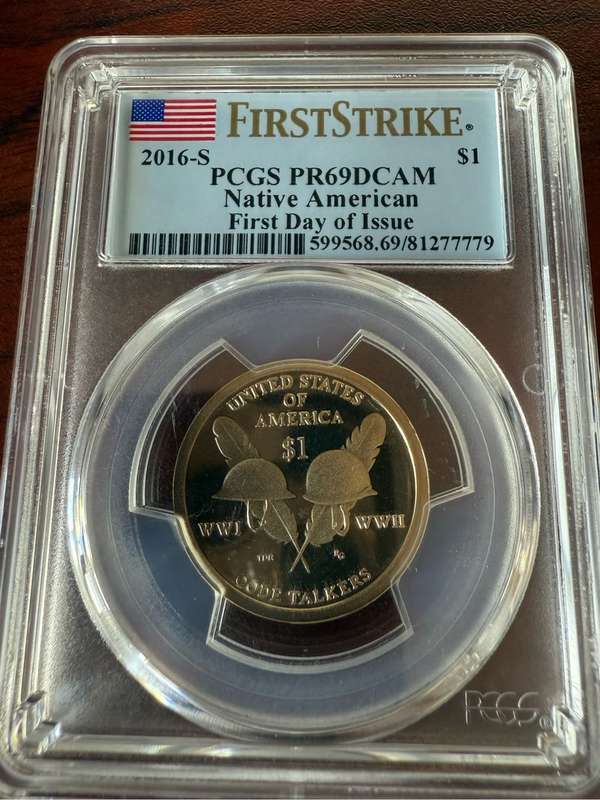 FIRSTSTRIKE®
2016-S $1
PCGS PR69DCAM
Native American
First Day of Issue
599568.69/81277779
UNITED STATES
OF
AMERICA
$1
WWI WWII
TPR
CODE TALKERS
PCGS®